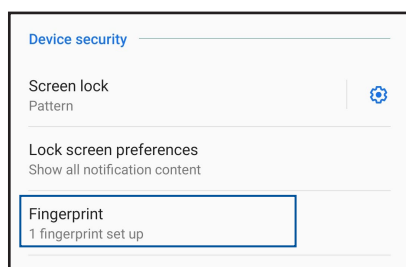 Device security
Screen lock
Pattern
Lock screen preferences
Show all notification content
Fingerprint
1 fingerprint set up